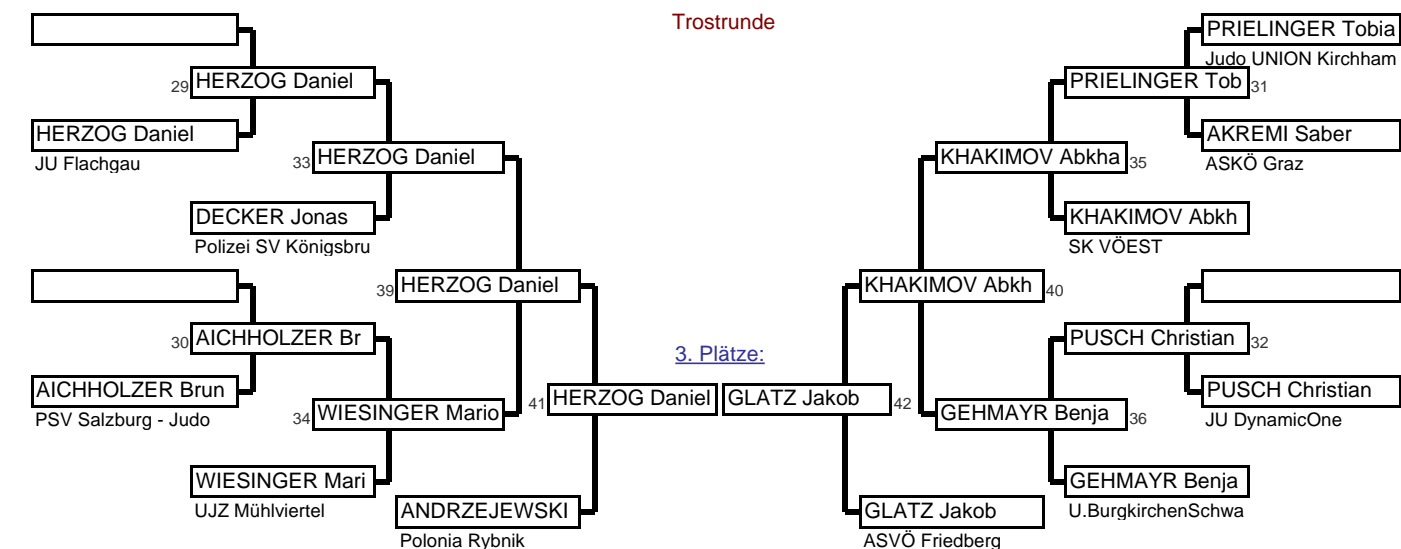 Trostrunde
HERZOG Daniel
29
HERZOG Daniel
JU Flachgau
HERZOG Daniel
33
DECKER Jonas
Polizei SV Königsbru
HERZOG Daniel
39
AICHHOLZER Br
30
AICHHOLZER Brun
PSV Salzburg - Judo
WIESINGER Mario
34
WIESINGER Mari
UJZ Mühlviertel
HERZOG Daniel
41
ANDRZEJEWSKI
Polonia Rybnik
3. Plätze:
PRIELINGER Tobia
Judo UNION Kirchham
PRIELINGER Tob
31
AKREMI Saber
ASKÖ Graz
KHAKIMOV Abkha
35
KHAKIMOV Abkh
SK VÖEST
KHAKIMOV Abkh
40
PUSCH Christian
32
PUSCH Christian
JU DynamicOne
GLATZ Jakob
42
GEHMAYR Benja
36
GEHMAYR Benja
U.BurgkirchenSchwa
GLATZ Jakob
ASVÖ Friedberg